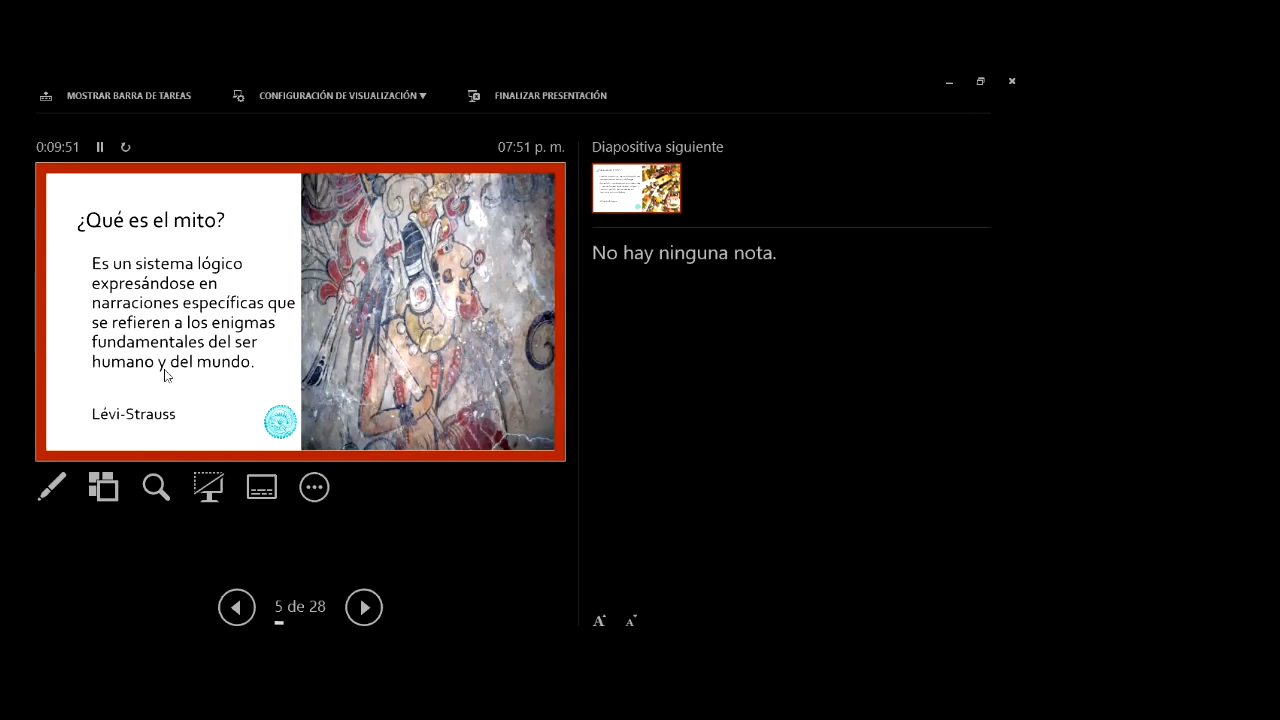 MOSTRAR BARRA DE TAREAS
CONFIGURACIÓN DE VISUALIZACIÓN ▼
FINALIZAR PRESENTACIÓN
0:09:51
07:51 p. m.
¿Qué es el mito?
Es un sistema lógico
expresándose en
narraciones específicas que
se refieren a los enigmas
fundamentales del ser
humano y del mundo.
Lévi-Strauss
5 de 28
Diapositiva siguiente
No hay ninguna nota.
A A